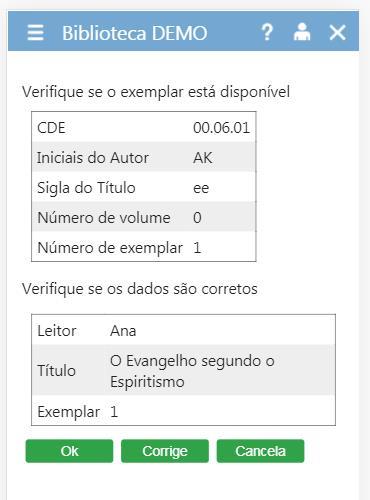 Biblioteca DEMO ?
Verifique se o exemplar está disponível
CDE 00.06.01
Iniciais do Autor AK
Sigla do Título ee
Número de volume 0
Número de exemplar 1
Verifique se os dados são corretos
Leitor Ana
Título O Evangelho segundo o
Espiritismo
Exemplar 1
Ok Corrige Cancela